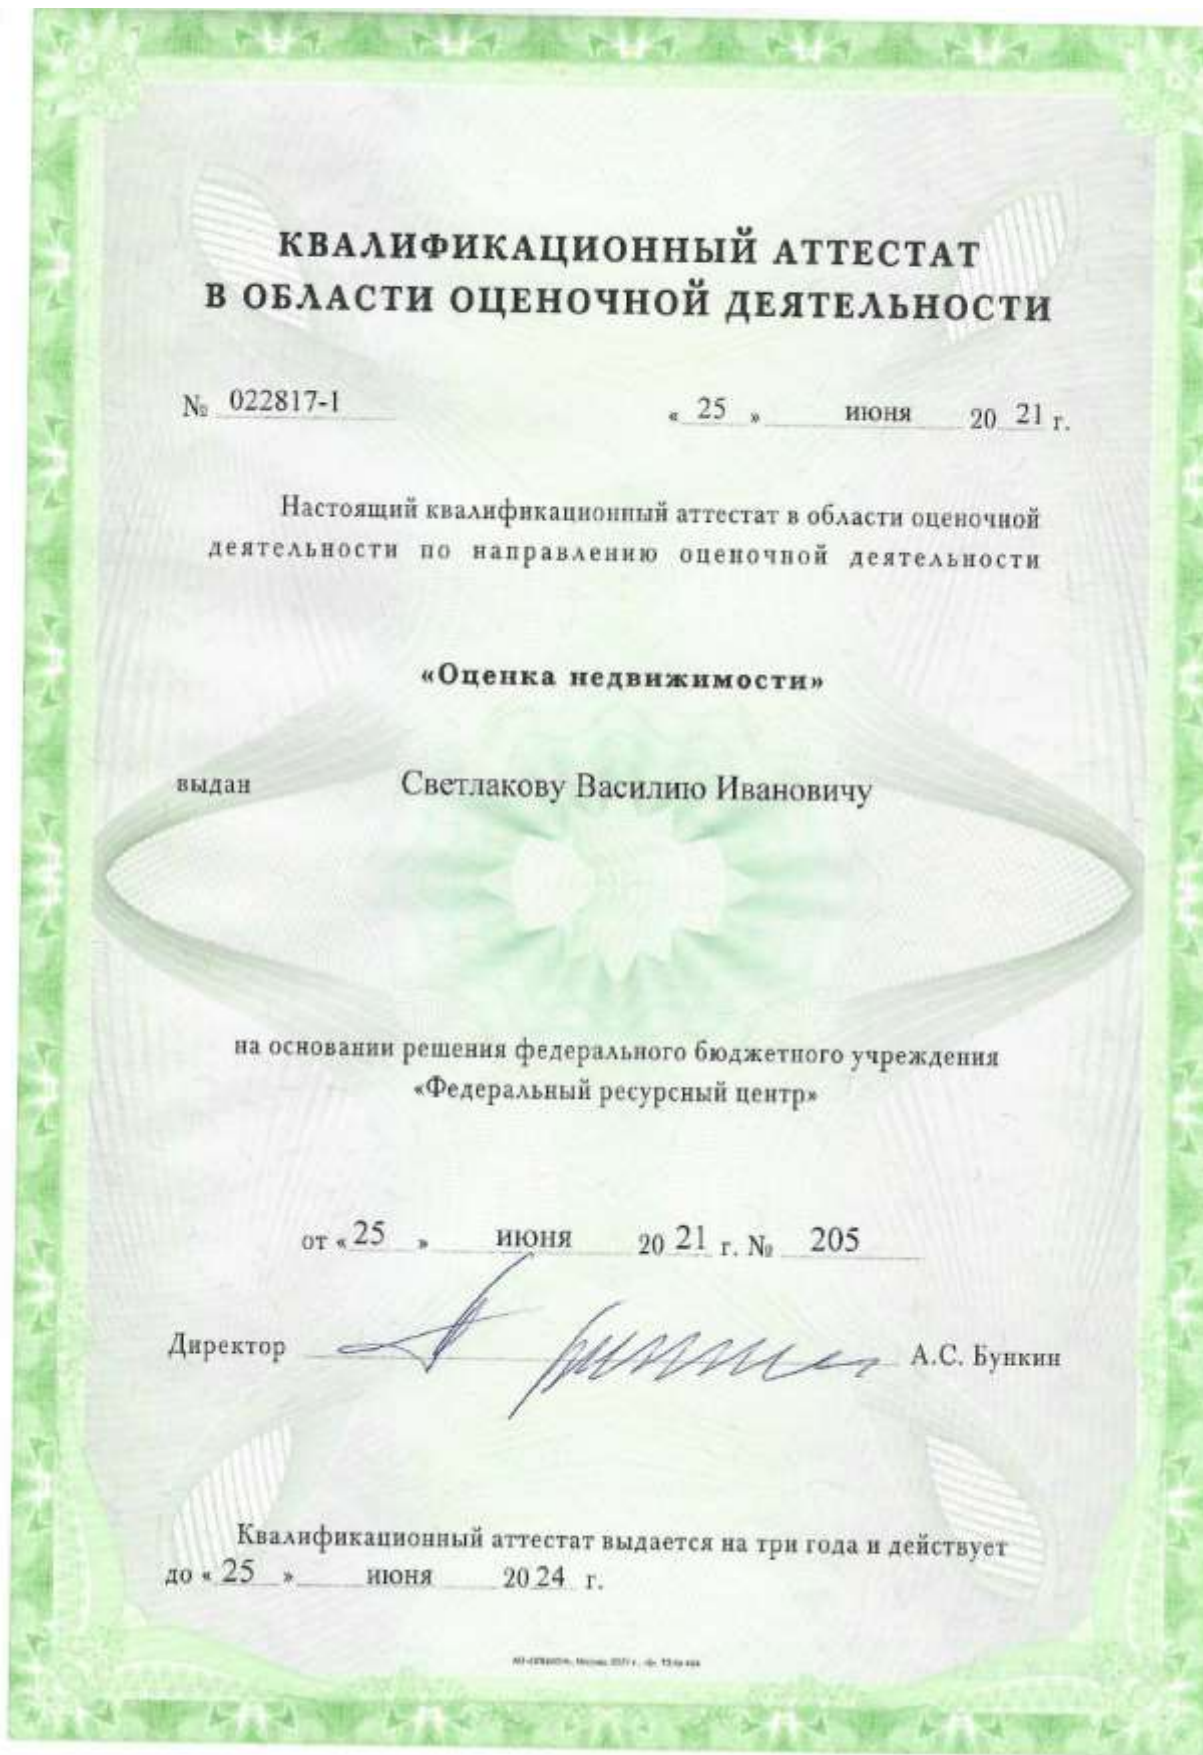 КВАЛИФИКАЦИОННЫЙ АТТЕСТАТ
В ОБЛАСТИ ОЦЕНОЧНОЙ ДЕЯТЕЛЬНОСТИ
№ 022817-1 « 25 » июня 20 21 г.
Настоящий квалификационный аттестат в области оценочной
деятельности по направлению оценочной деятельности
«Оценка недвижимости»
выдан Светлакову Василию Ивановичу
на основании решения федерального бюджетного учреждения
«Федеральный ресурсный центр»
от « 25 » июня 20 21 г. № 205
Директор А.С. Бункин
Квалификационный аттестат выдается на три года и действует
до « 25 » июня 20 24 г.